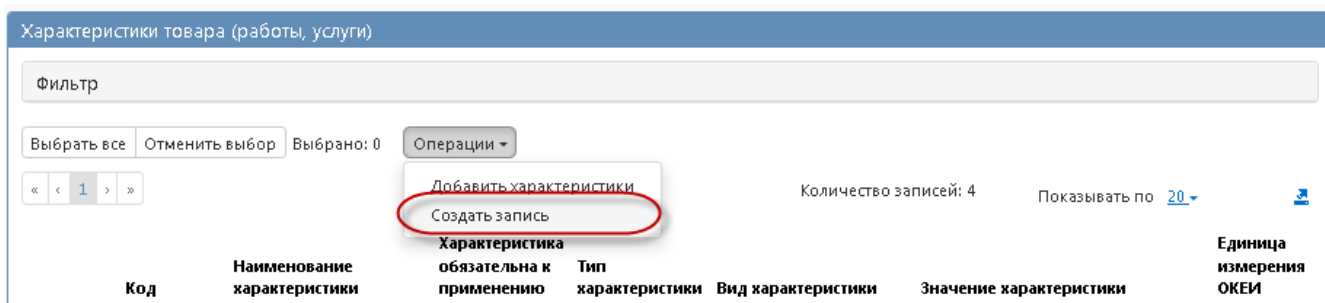 Характеристики товара (работы, услуги)
Фильтр
Выбрать все Отменить выбор Выбрано: 0 Операции
« ‹ 1 › » Добавить характеристики Количество записей: 4 Показывать по 20
Создать запись
Характеристика Единица
Наименование обязательна к Тип измерения
Код характеристики применению характеристики Вид характеристики Значение характеристики ОКЕИ